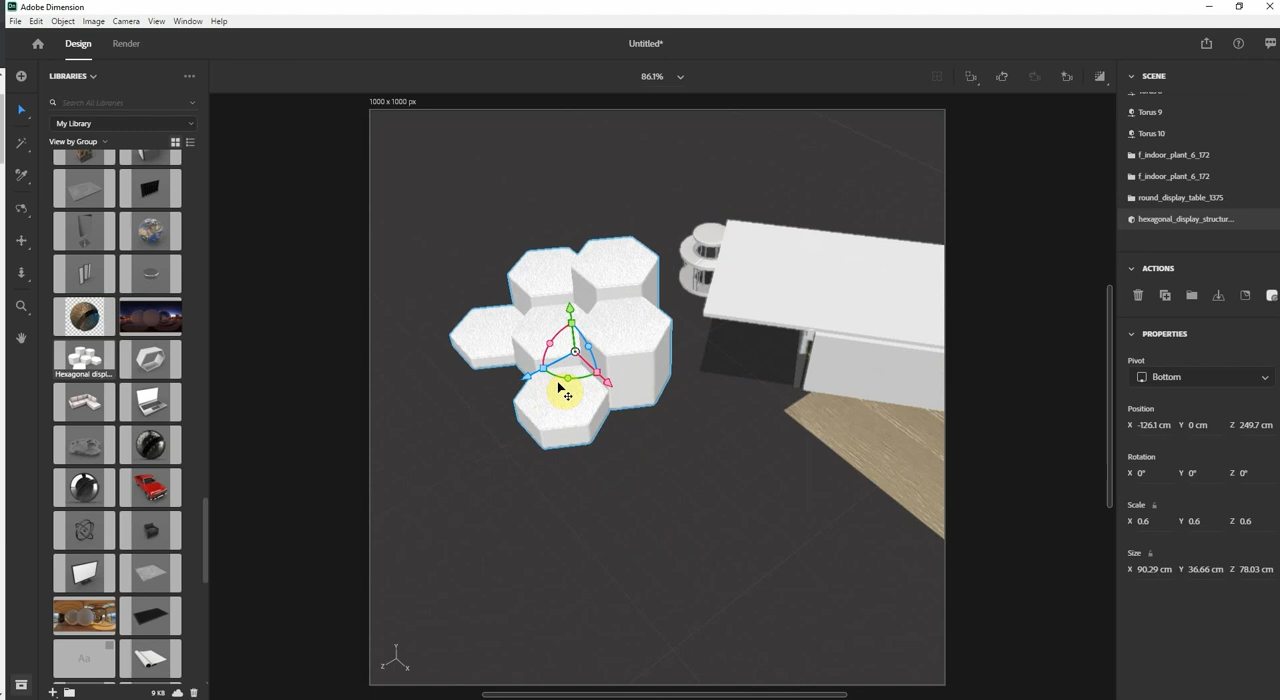 Adobe Dimension
File Edit Object Image Camera View Window Help
Design Render Untitled*
LIBRARIES 86.1% SCENE
Search All Libraries
1000 x 1000 px
My Library
View by Group
Torus 9
Torus 10
f_indoor_plant_6_172
f_indoor_plant_6_172
round_display_table_1375
hexagonal_display_structur...
ACTIONS
PROPERTIES
Pivot
Bottom
Hexagonal displ...
Position
X -126.1 cm Y 0 cm Z 249.7 cm
Rotation
X 0° Y 0° Z 0°
Scale
X 0.6 Y 0.6 Z 0.6
Size
X 90.29 cm Y 36.66 cm Z 78.03 cm
Aa
Y
Z X
9 KB